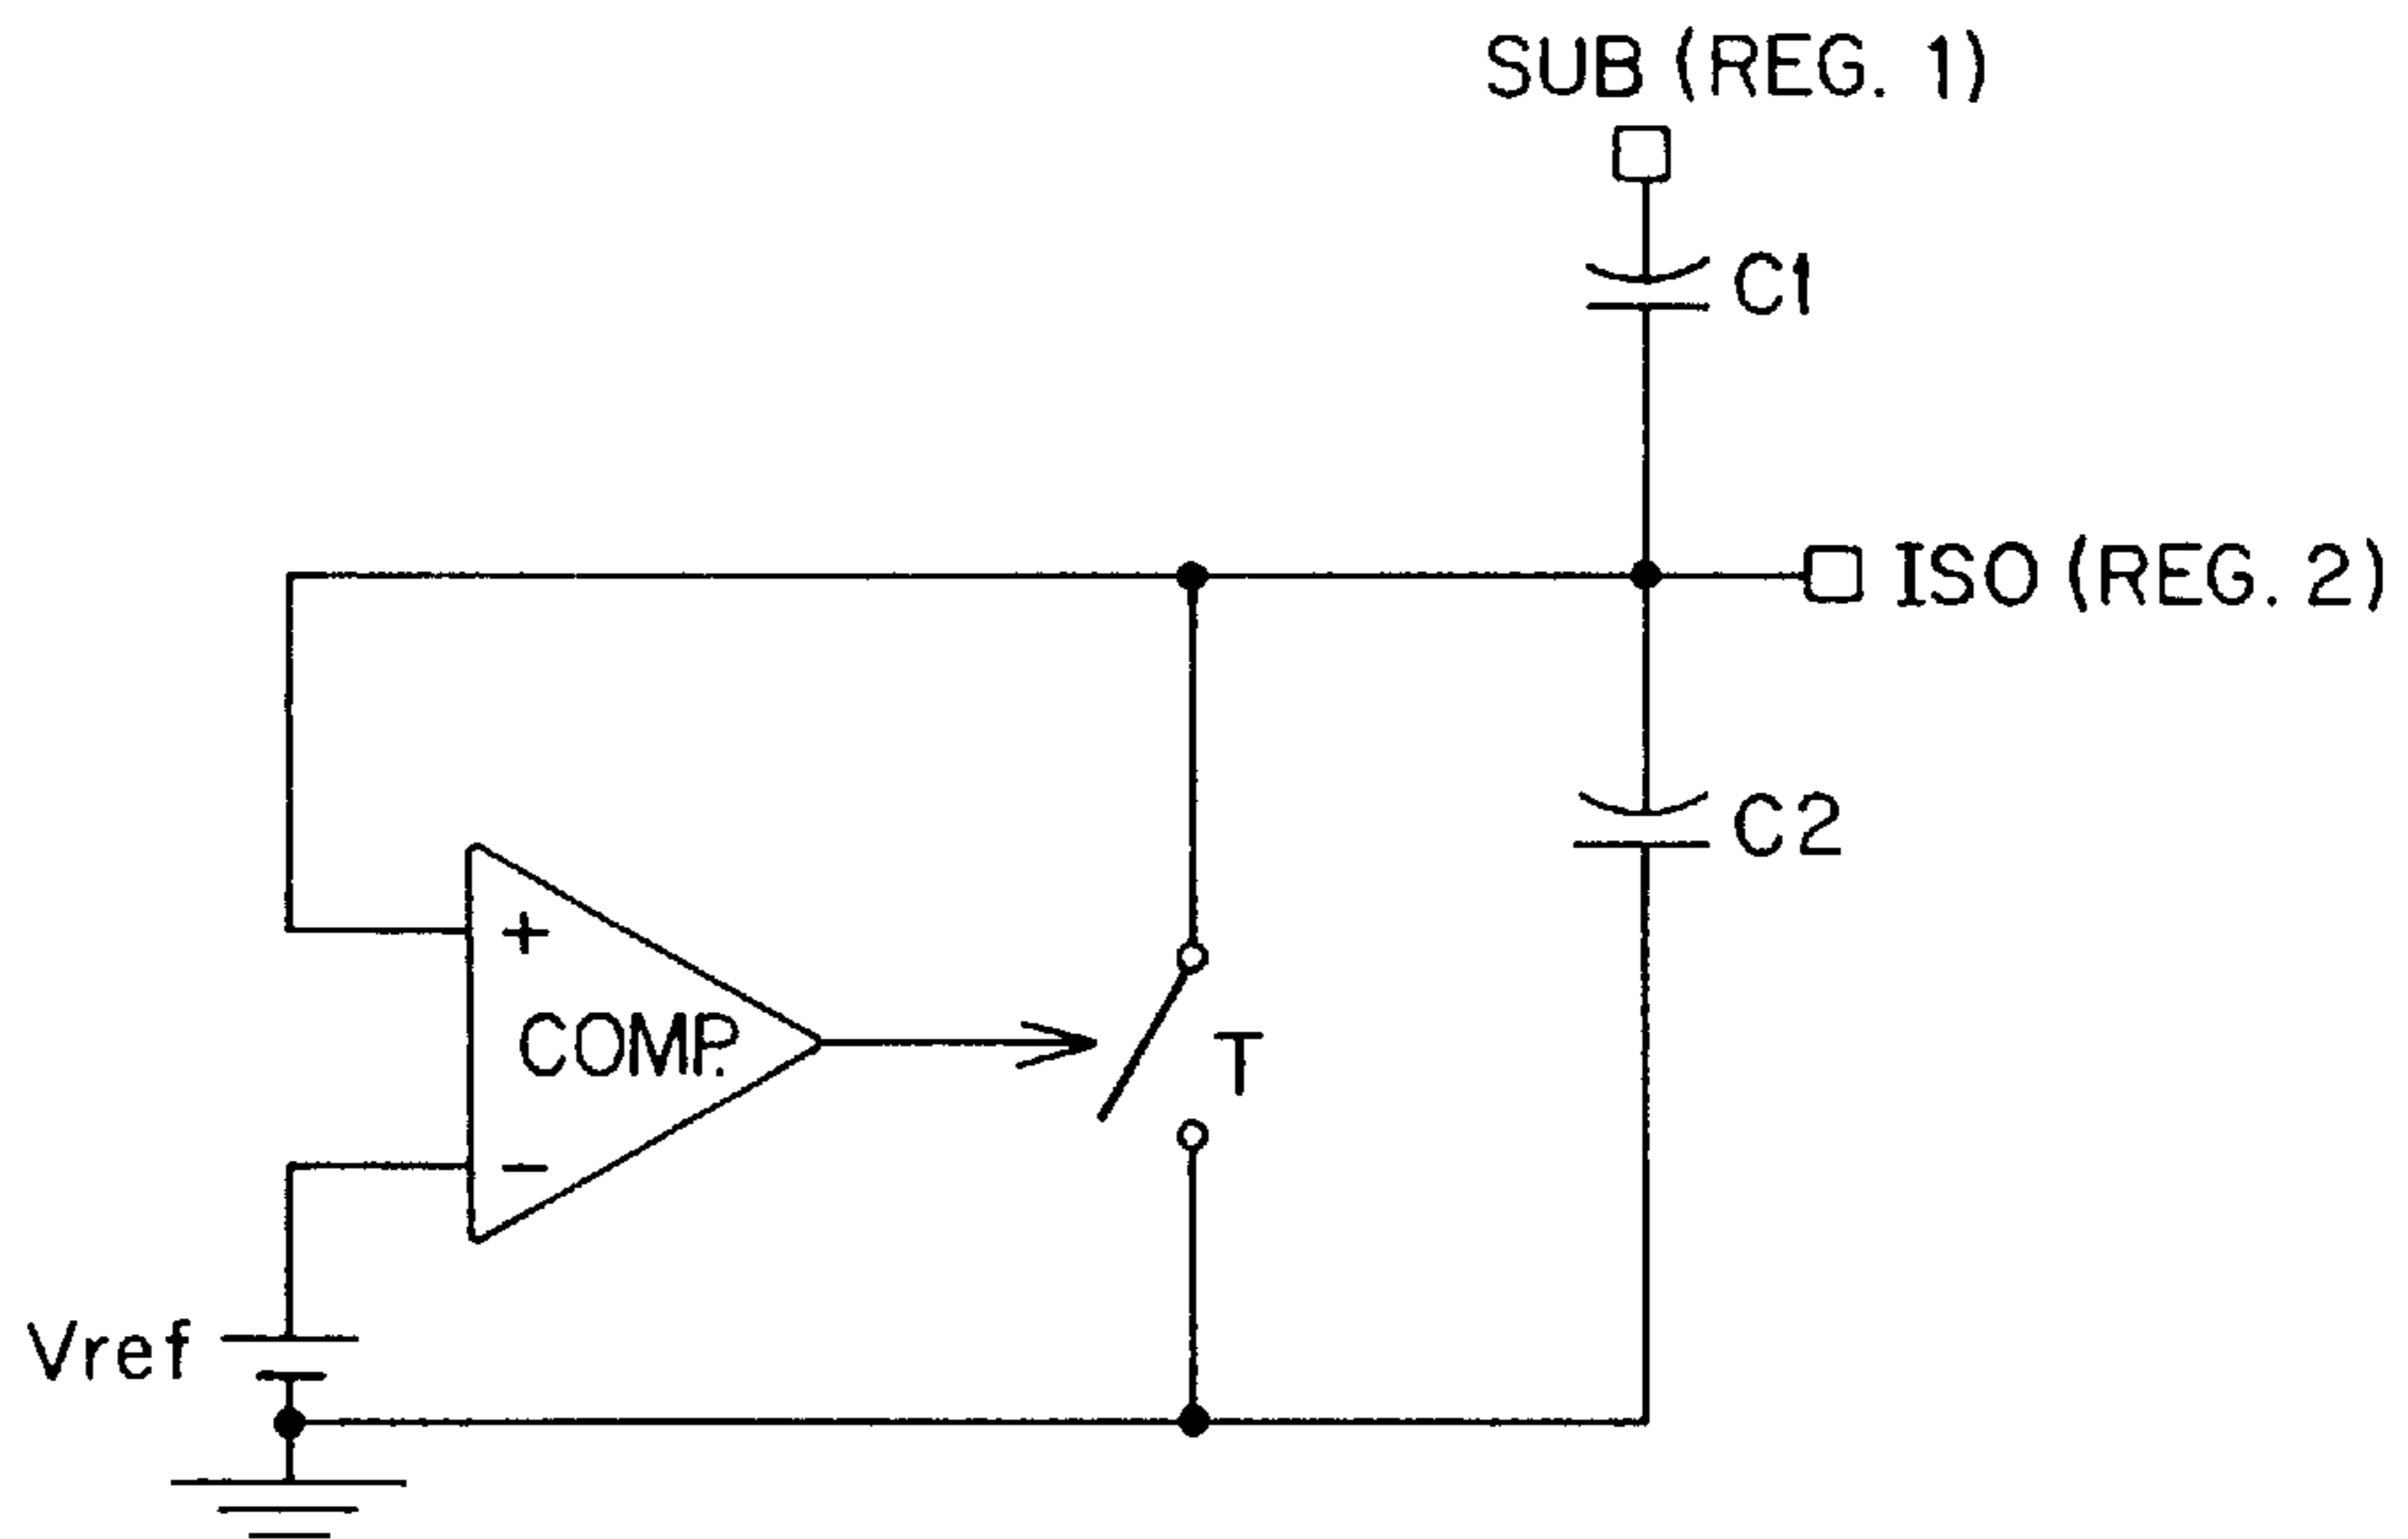 SUB (REG. 1)
C1
ISO (REG. 2)
C2
+
COMP.
T
−
Vref